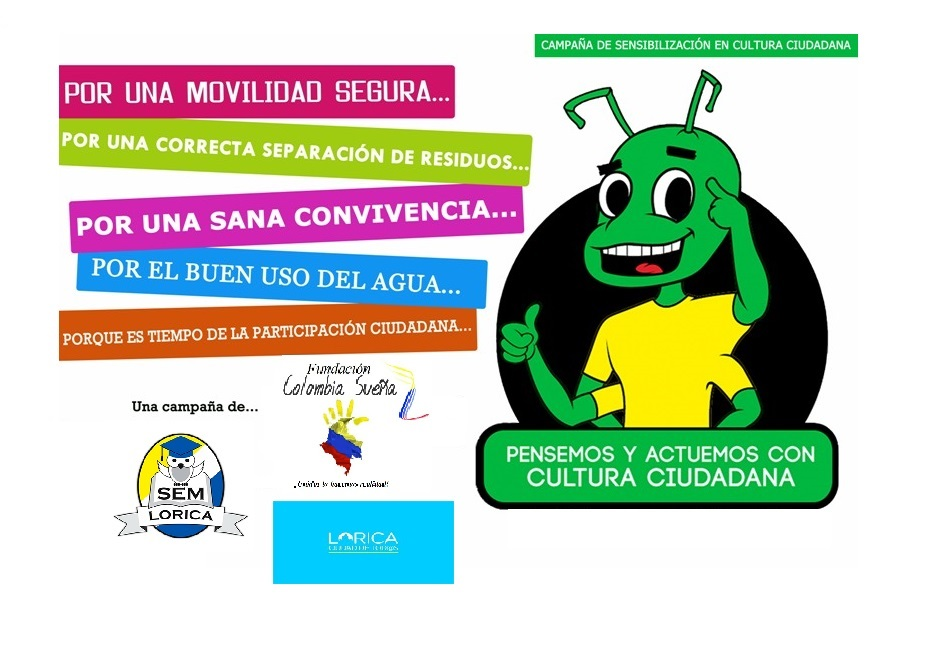 CAMPAÑA DE SENSIBILIZACIÓN EN CULTURA CIUDADANA
POR UNA MOVILIDAD SEGURA...
POR UNA CORRECTA SEPARACIÓN DE RESIDUOS...
POR UNA SANA CONVIVENCIA...
POR EL BUEN USO DEL AGUA...
PORQUE ES TIEMPO DE LA PARTICIPACIÓN CIUDADANA...
Una campaña de...
SEM
LORICA
Fundación
Colombia Sueña
LORICA
PENSEMOS Y ACTUEMOS CON
CULTURA CIUDADANA